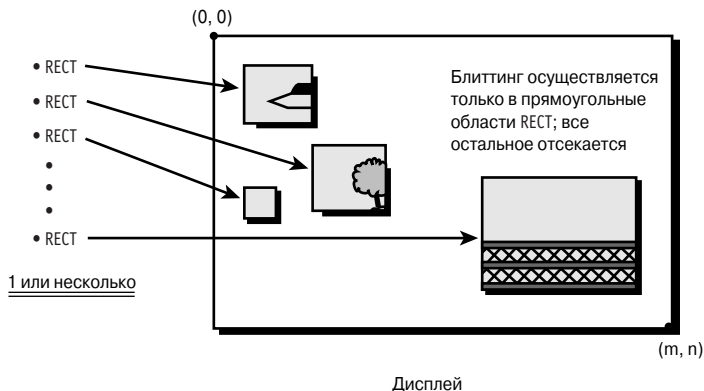 (0, 0)
• RECT
• RECT
• RECT
•
•
•
• RECT
1 или несколько
Блиттинг осуществляется
только в прямоугольные
области RECT; все
остальное отсекается
(m, n)
Дисплей